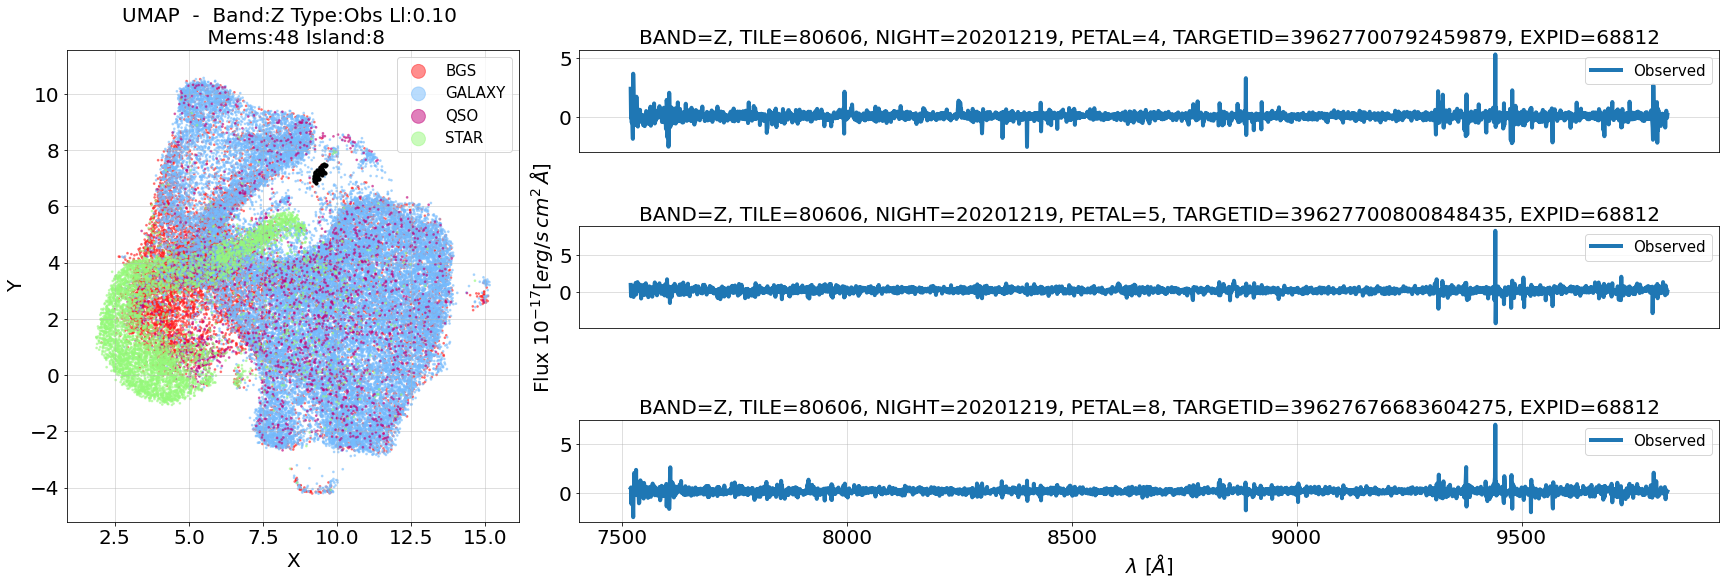 UMAP  -  Band:Z Type:Obs Ll:0.10
Mems:48 Island:8
BGS
GALAXY
QSO
STAR
Y
10
8
6
4
2
0
−2
−4
2.5 5.0 7.5 10.0 12.5 15.0
X
Flux 10⁻¹⁷[erg/s cm² Å]
BAND=Z, TILE=80606, NIGHT=20201219, PETAL=4, TARGETID=39627700792459879, EXPID=68812
Observed
5
0
BAND=Z, TILE=80606, NIGHT=20201219, PETAL=5, TARGETID=39627700800848435, EXPID=68812
Observed
5
0
BAND=Z, TILE=80606, NIGHT=20201219, PETAL=8, TARGETID=39627676683604275, EXPID=68812
Observed
5
0
7500 8000 8500 9000 9500
λ [Å]